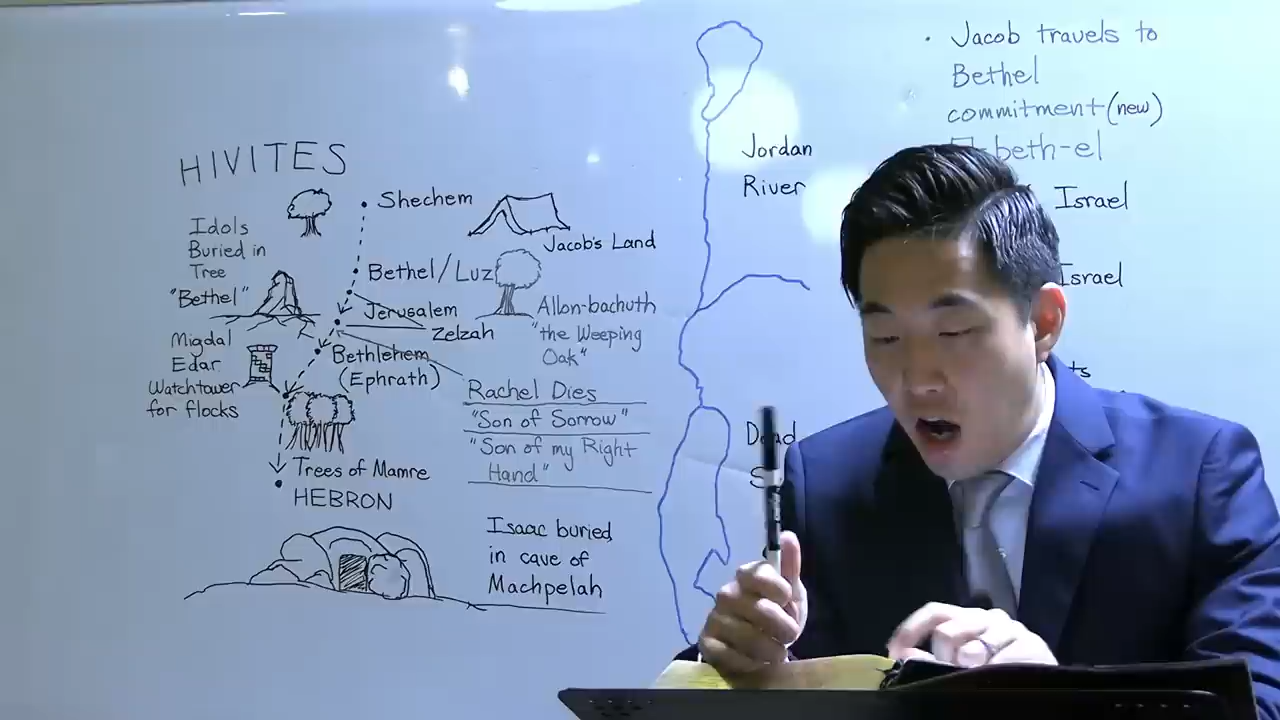 HIVITES
Shechem
Idols
Buried in
Tree
"Bethel"
Jacob's Land
Bethel/Luz
Jerusalem
Zelzah
Allon-bachuth
"the Weeping
Oak"
Migdal
Edar
Watchtower
for flocks
Bethlehem
(Ephrath)
Rachel Dies
"Son of Sorrow"
"Son of my Right
Hand"
Trees of Mamre
HEBRON
Isaac buried
in cave of
Machpelah
Jordan
River
• Jacob travels to
Bethel
commitment (new)
-beth-el
Israel
Israel